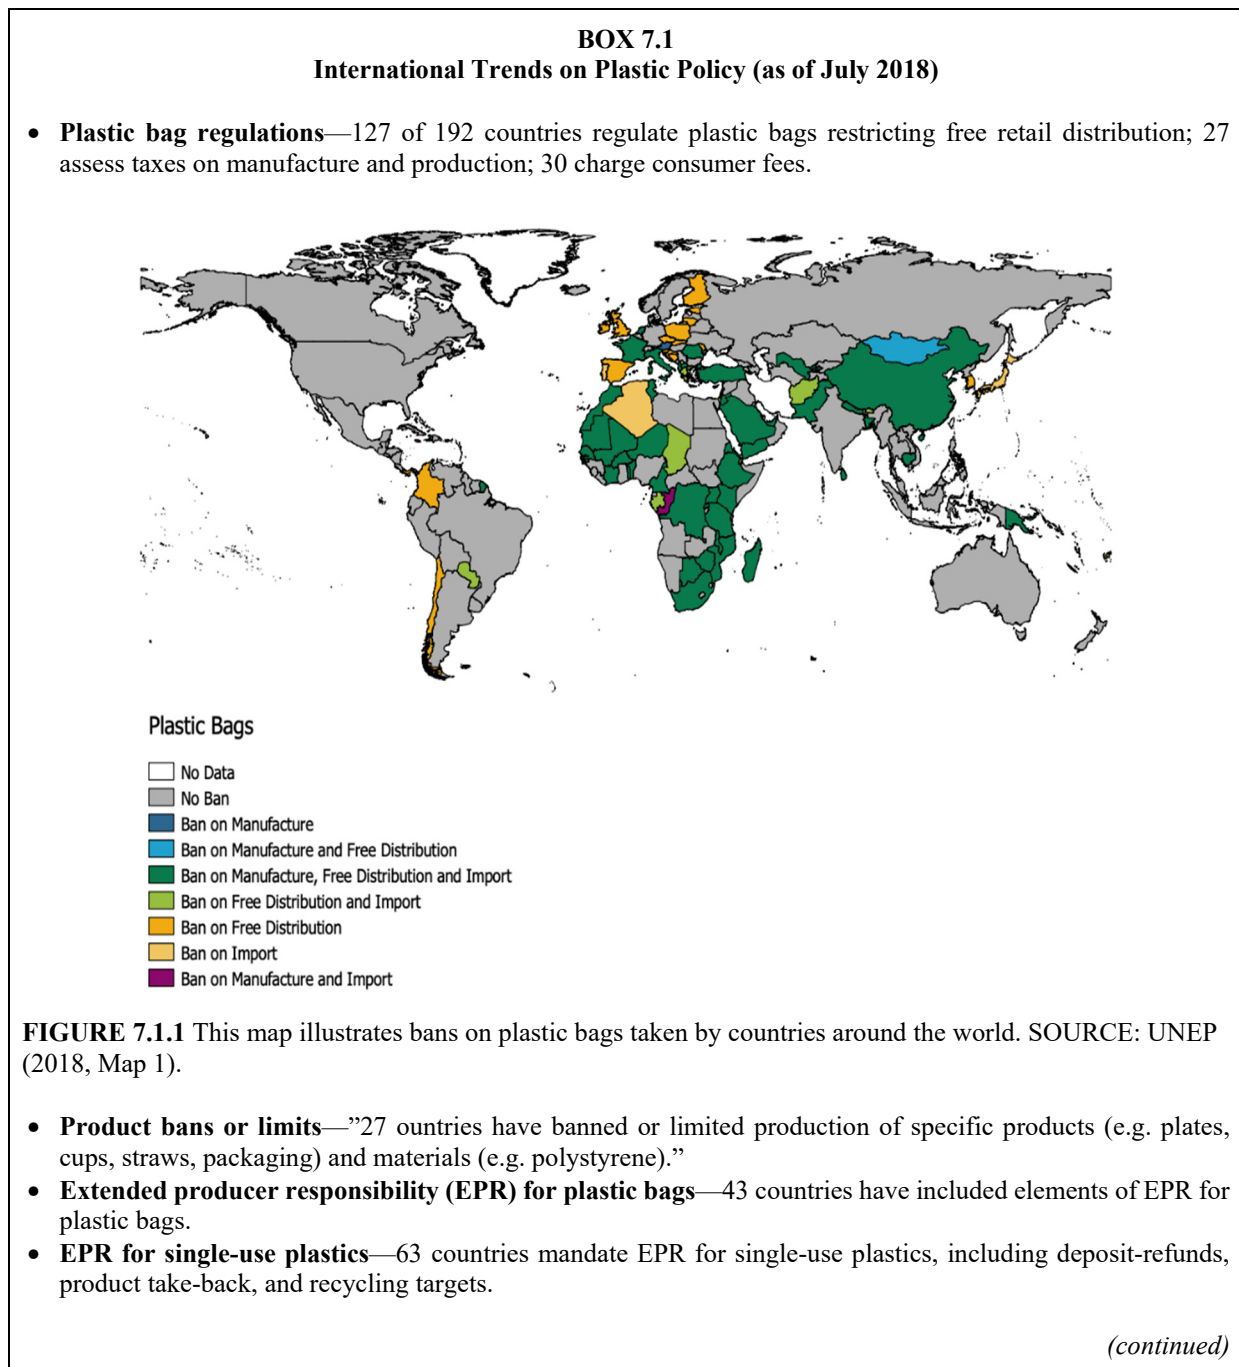 BOX 7.1
International Trends on Plastic Policy (as of July 2018)
• Plastic bag regulations—127 of 192 countries regulate plastic bags restricting free retail distribution; 27
assess taxes on manufacture and production; 30 charge consumer fees.
Plastic Bags
No Data
No Ban
Ban on Manufacture
Ban on Manufacture and Free Distribution
Ban on Manufacture, Free Distribution and Import
Ban on Free Distribution and Import
Ban on Free Distribution
Ban on Import
Ban on Manufacture and Import
FIGURE 7.1.1 This map illustrates bans on plastic bags taken by countries around the world. SOURCE: UNEP
(2018, Map 1).
• Product bans or limits—”27 ountries have banned or limited production of specific products (e.g. plates,
cups, straws, packaging) and materials (e.g. polystyrene).”
• Extended producer responsibility (EPR) for plastic bags—43 countries have included elements of EPR for
plastic bags.
• EPR for single-use plastics—63 countries mandate EPR for single-use plastics, including deposit-refunds,
product take-back, and recycling targets.
(continued)